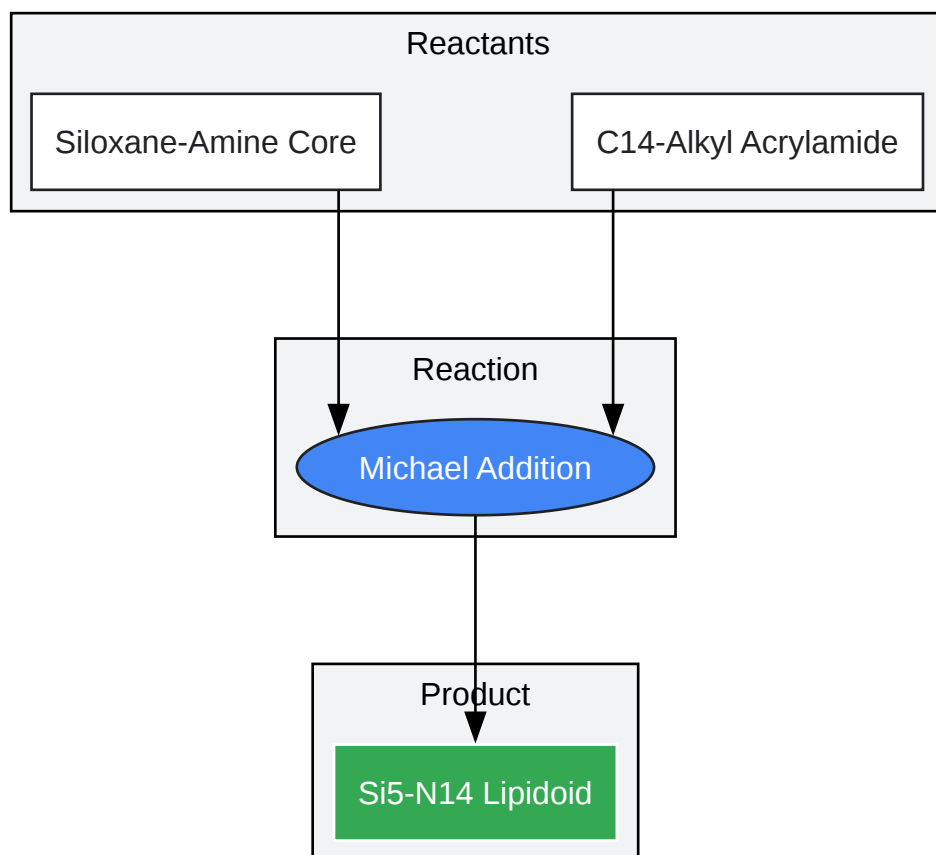 Reactants
Siloxane-Amine Core
C14-Alkyl Acrylamide
Reaction
Michael Addition
Product
Si5-N14 Lipidoid